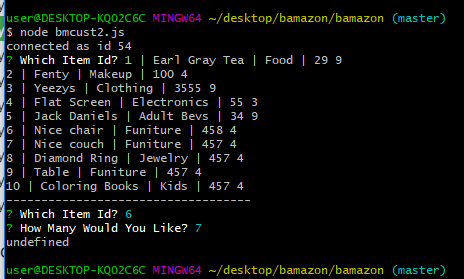 user@DESKTOP-KQO2C6C MINGW64 ~/desktop/bamazon/bamazon (master)
$ node bmcust2.js
connected as id 54
? Which Item Id? 1 | Earl Gray Tea | Food | 29 9
2 | Fenty | Makeup | 100 4
3 | Yeezys | Clothing | 3555 9
4 | Flat Screen | Electronics | 55 3
5 | Jack Daniels | Adult Bevs | 34 9
6 | Nice chair | Funiture | 458 4
7 | Nice couch | Funiture | 457 4
8 | Diamond Ring | Jewelry | 457 4
9 | Table | Funiture | 457 4
10 | Coloring Books | Kids | 457 4
-----------------------------------
? Which Item Id? 6
? How Many Would You Like? 7
undefined
user@DESKTOP-KQO2C6C MINGW64 ~/desktop/bamazon/bamazon (master)